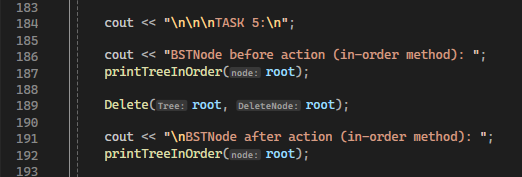 183
184 cout << "\n\n\nTASK 5:\n";
185
186 cout << "BSTNode before action (in-order method): ";
187 printTreeInOrder(node: root);
188
189 Delete(Tree: root, DeleteNode: root);
190
191 cout << "\nBSTNode after action (in-order method): ";
192 printTreeInOrder(node: root);
193